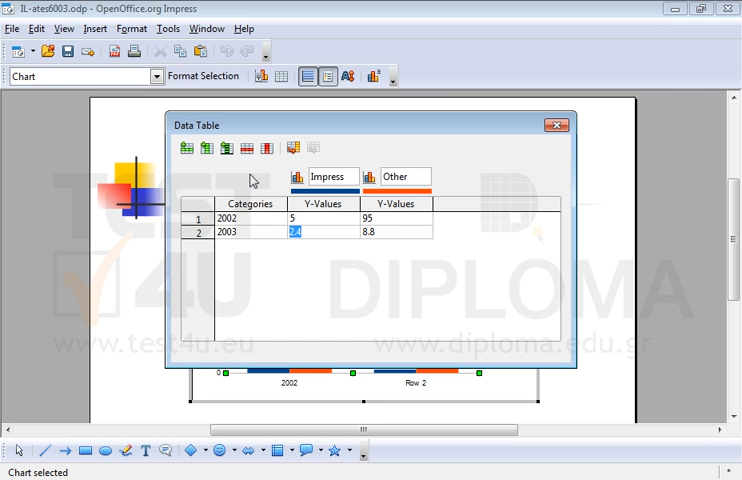 IL-ates6003.odp - OpenOffice.org Impress
File Edit View Insert Format Tools Window Help
Chart Format Selection
Data Table
Impress Other
Categories Y-Values Y-Values
1 2002 5 95
2 2003 2.4 8.8
TEST 4U
DIPLOMA
www.test4u.eu www.diploma.edu.gr
0
2002 Row 2
Chart selected *